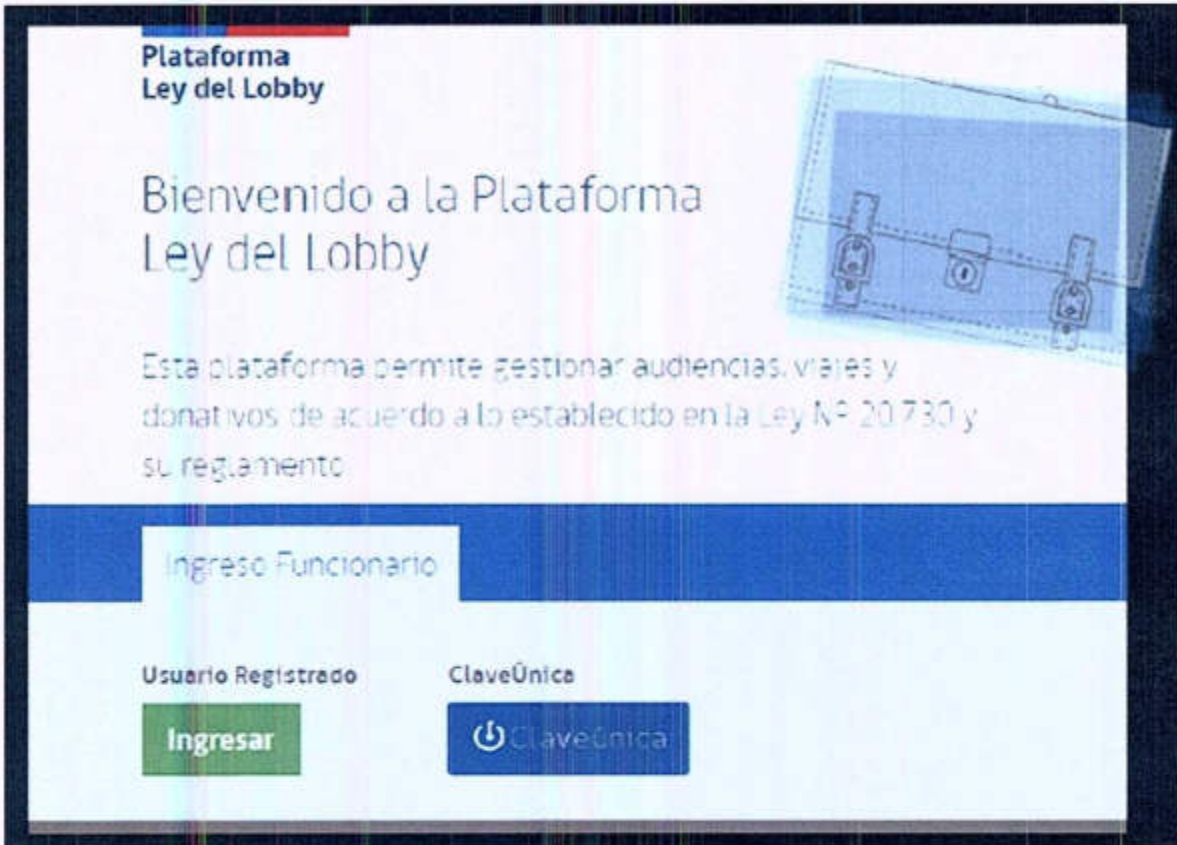 Plataforma
Ley del Lobby
Bienvenido a la Plataforma
Ley del Lobby
Esta plataforma permite gestionar audiencias, viajes y
donativos de acuerdo a lo establecido en la Ley Nº 20.730 y
su reglamento
Ingreso Funcionario
Usuario Registrado ClaveÚnica
Ingresar ClaveÚnica